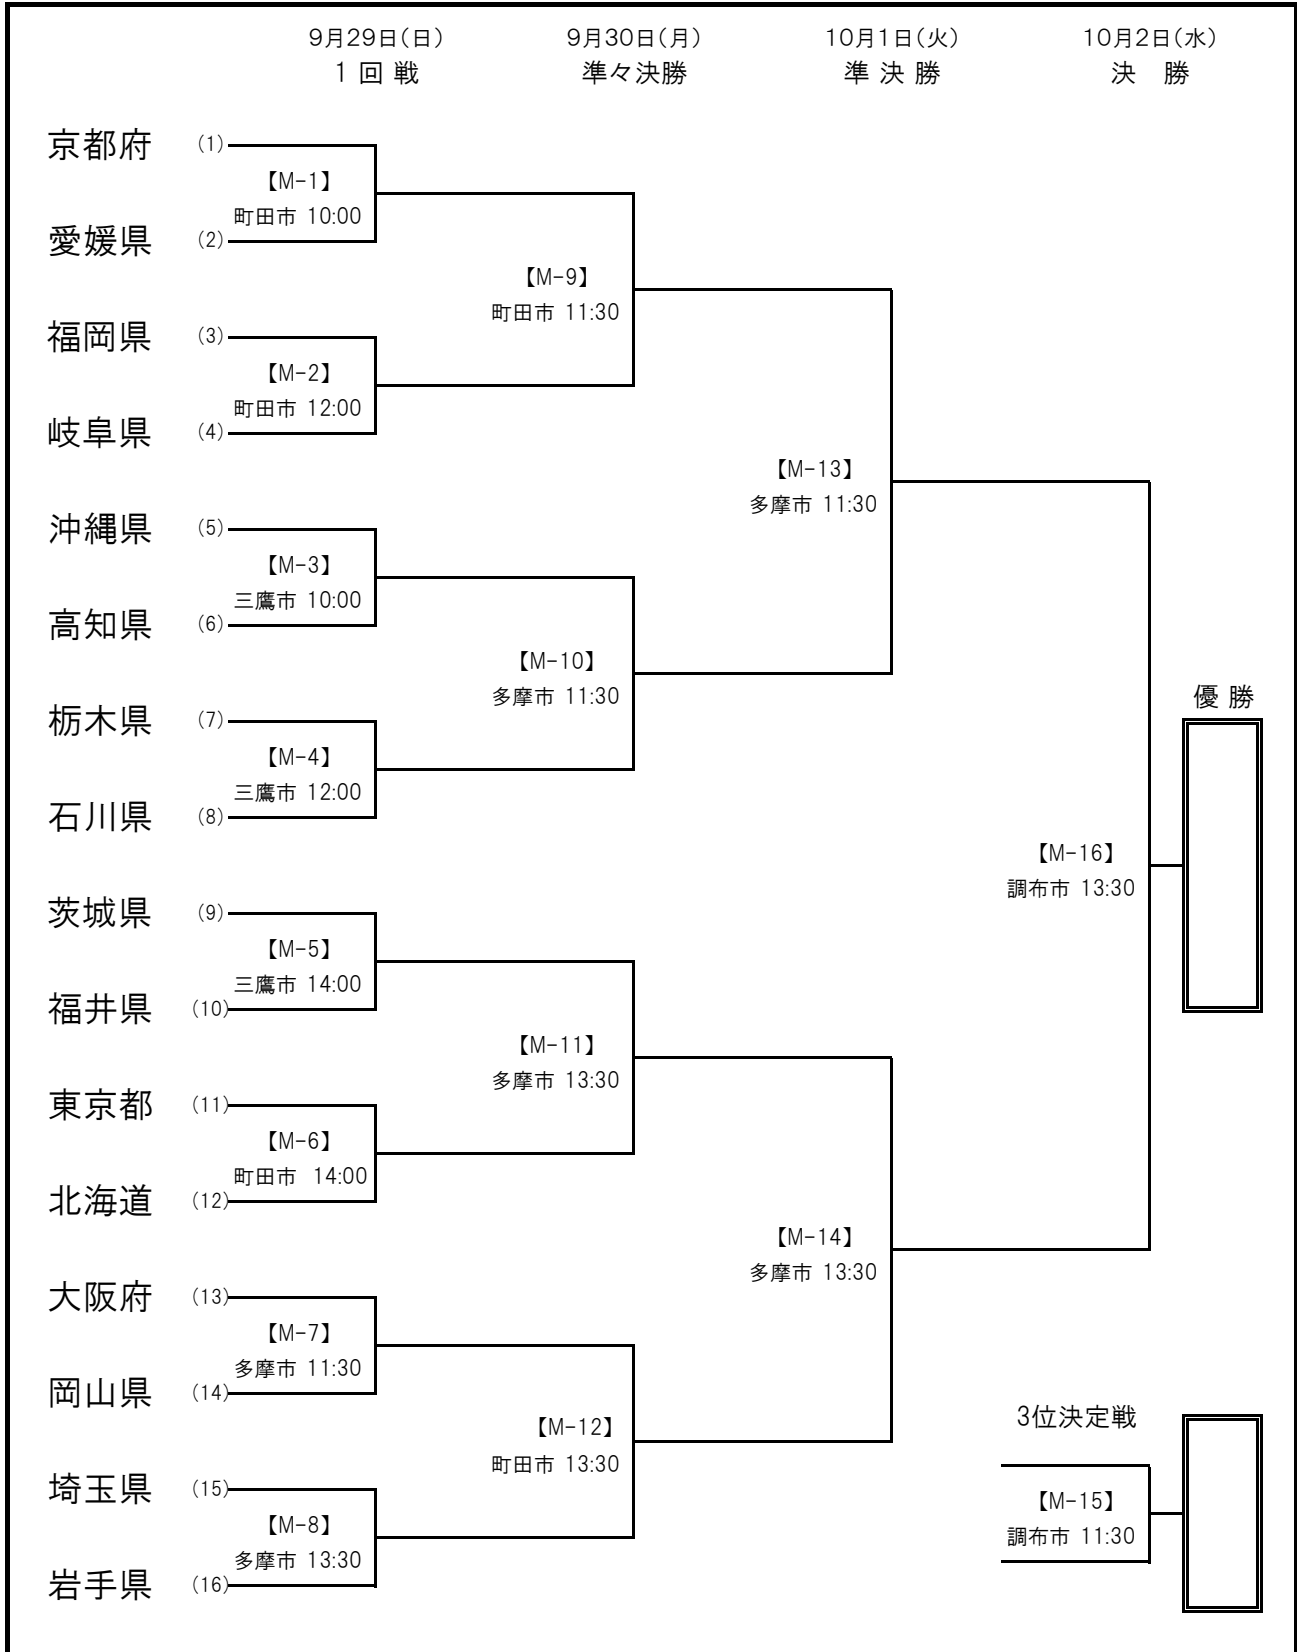 9月29日(日) 9月30日(月) 10月1日(火) 10月2日(水)
1 回 戦 準々決勝 準 決 勝 決 勝
京都府 (1)
【M-1】
町田市 10:00
愛媛県 (2)
【M-9】
町田市 11:30
福岡県 (3)
【M-2】
町田市 12:00
岐阜県 (4)
【M-13】
多摩市 11:30
沖縄県 (5)
【M-3】
三鷹市 10:00
高知県 (6)
【M-10】
多摩市 11:30
栃木県 (7)
【M-4】
三鷹市 12:00
石川県 (8)
優 勝
【M-16】
調布市 13:30
茨城県 (9)
【M-5】
三鷹市 14:00
福井県 (10)
【M-11】
多摩市 13:30
東京都 (11)
【M-6】
町田市 14:00
北海道 (12)
【M-14】
多摩市 13:30
大阪府 (13)
【M-7】
多摩市 11:30
岡山県 (14)
【M-12】
町田市 13:30
埼玉県 (15)
【M-8】
多摩市 13:30
岩手県 (16)
3位決定戦
【M-15】
調布市 11:30